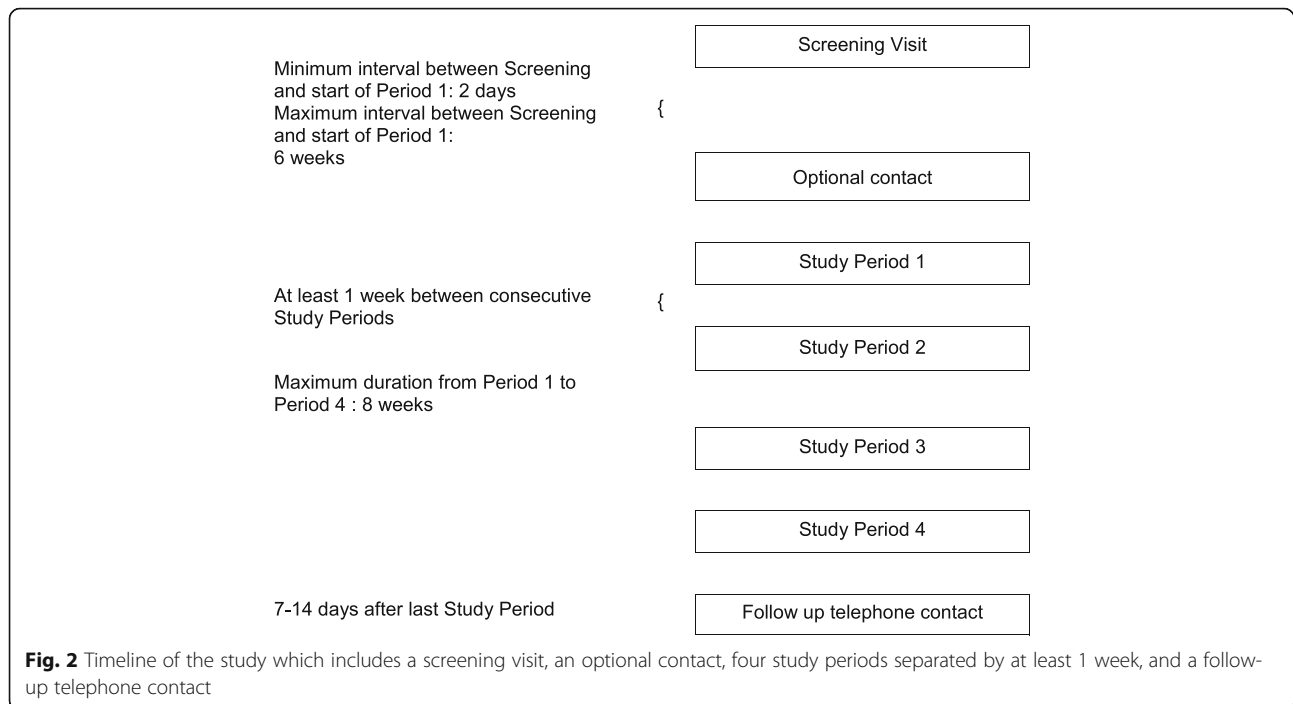 Screening Visit
Minimum interval between Screening
and start of Period 1: 2 days
Maximum interval between Screening
and start of Period 1:
6 weeks
{
Optional contact
Study Period 1
At least 1 week between consecutive
Study Periods
{
Study Period 2
Maximum duration from Period 1 to
Period 4 : 8 weeks
Study Period 3
Study Period 4
7-14 days after last Study Period
Follow up telephone contact
Fig. 2 Timeline of the study which includes a screening visit, an optional contact, four study periods separated by at least 1 week, and a follow-
up telephone contact